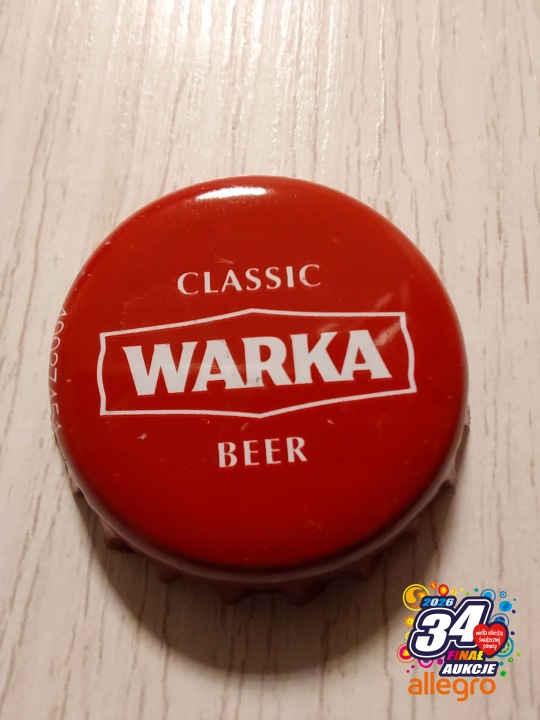 CLASSIC
WARKA
BEER
2026
34
FINAŁ
AUKCJE
allegro